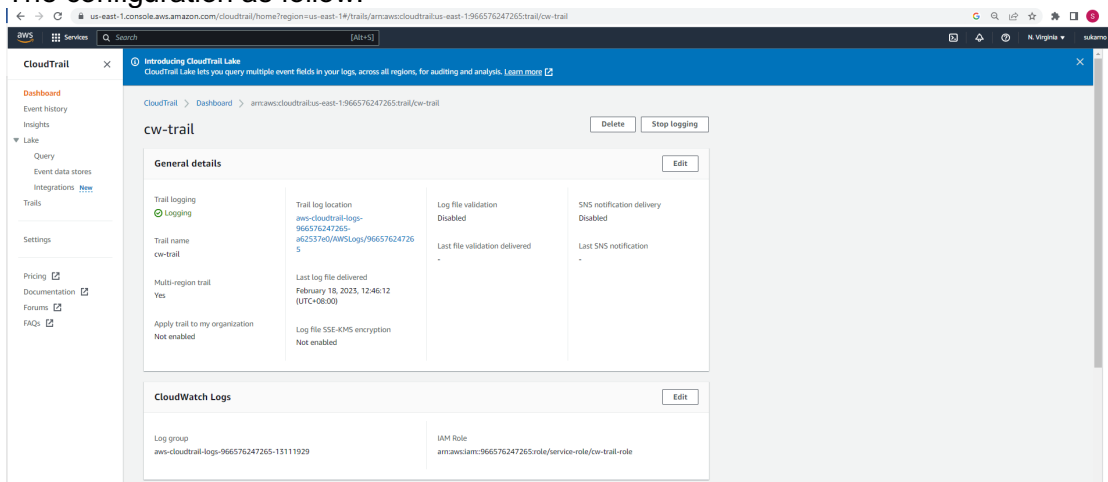 The configuration as follow:
us-east-1.console.aws.amazon.com/cloudtrail/home?region=us-east-1#/trails/arn:aws:cloudtrail:us-east-1:966576247265:trail/cw-trail
S
aws
Services
Search
[Alt+S]
N. Virginia
sukarno
CloudTrail
Dashboard
Event history
Insights
Lake
Query
Event data stores
Integrations New
Trails
Settings
Pricing
Documentation
Forums
FAQs
Introducing CloudTrail Lake
CloudTrail Lake lets you query multiple event fields in your logs, across all regions, for auditing and analysis. Learn more
CloudTrail > Dashboard > arn:aws:cloudtrail:us-east-1:966576247265:trail/cw-trail
cw-trail
Delete
Stop logging
General details
Edit
Trail logging
Logging
Trail name
cw-trail
Multi-region trail
Yes
Apply trail to my organization
Not enabled
Trail log location
aws-cloudtrail-logs-
966576247265-
a62537e0/AWSLogs/96657624726
5
Last log file delivered
February 18, 2023, 12:46:12
(UTC+08:00)
Log file SSE-KMS encryption
Not enabled
Log file validation
Disabled
Last file validation delivered
-
SNS notification delivery
Disabled
Last SNS notification
-
CloudWatch Logs
Edit
Log group
aws-cloudtrail-logs-966576247265-13111929
IAM Role
arn:aws:iam::966576247265:role/service-role/cw-trail-role